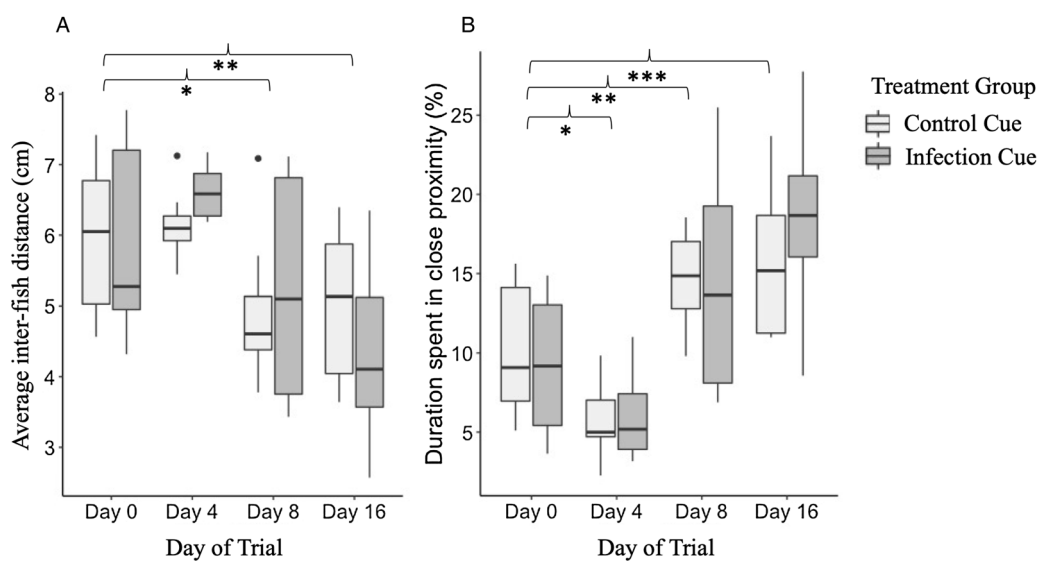 A
B
**
*
***
**
*
Treatment Group
Control Cue
Infection Cue
Average inter-fish distance (cm)
8
7
6
5
4
3
Day 0 Day 4 Day 8 Day 16
Day of Trial
Duration spent in close proximity (%)
25
20
15
10
5
Day 0 Day 4 Day 8 Day 16
Day of Trial